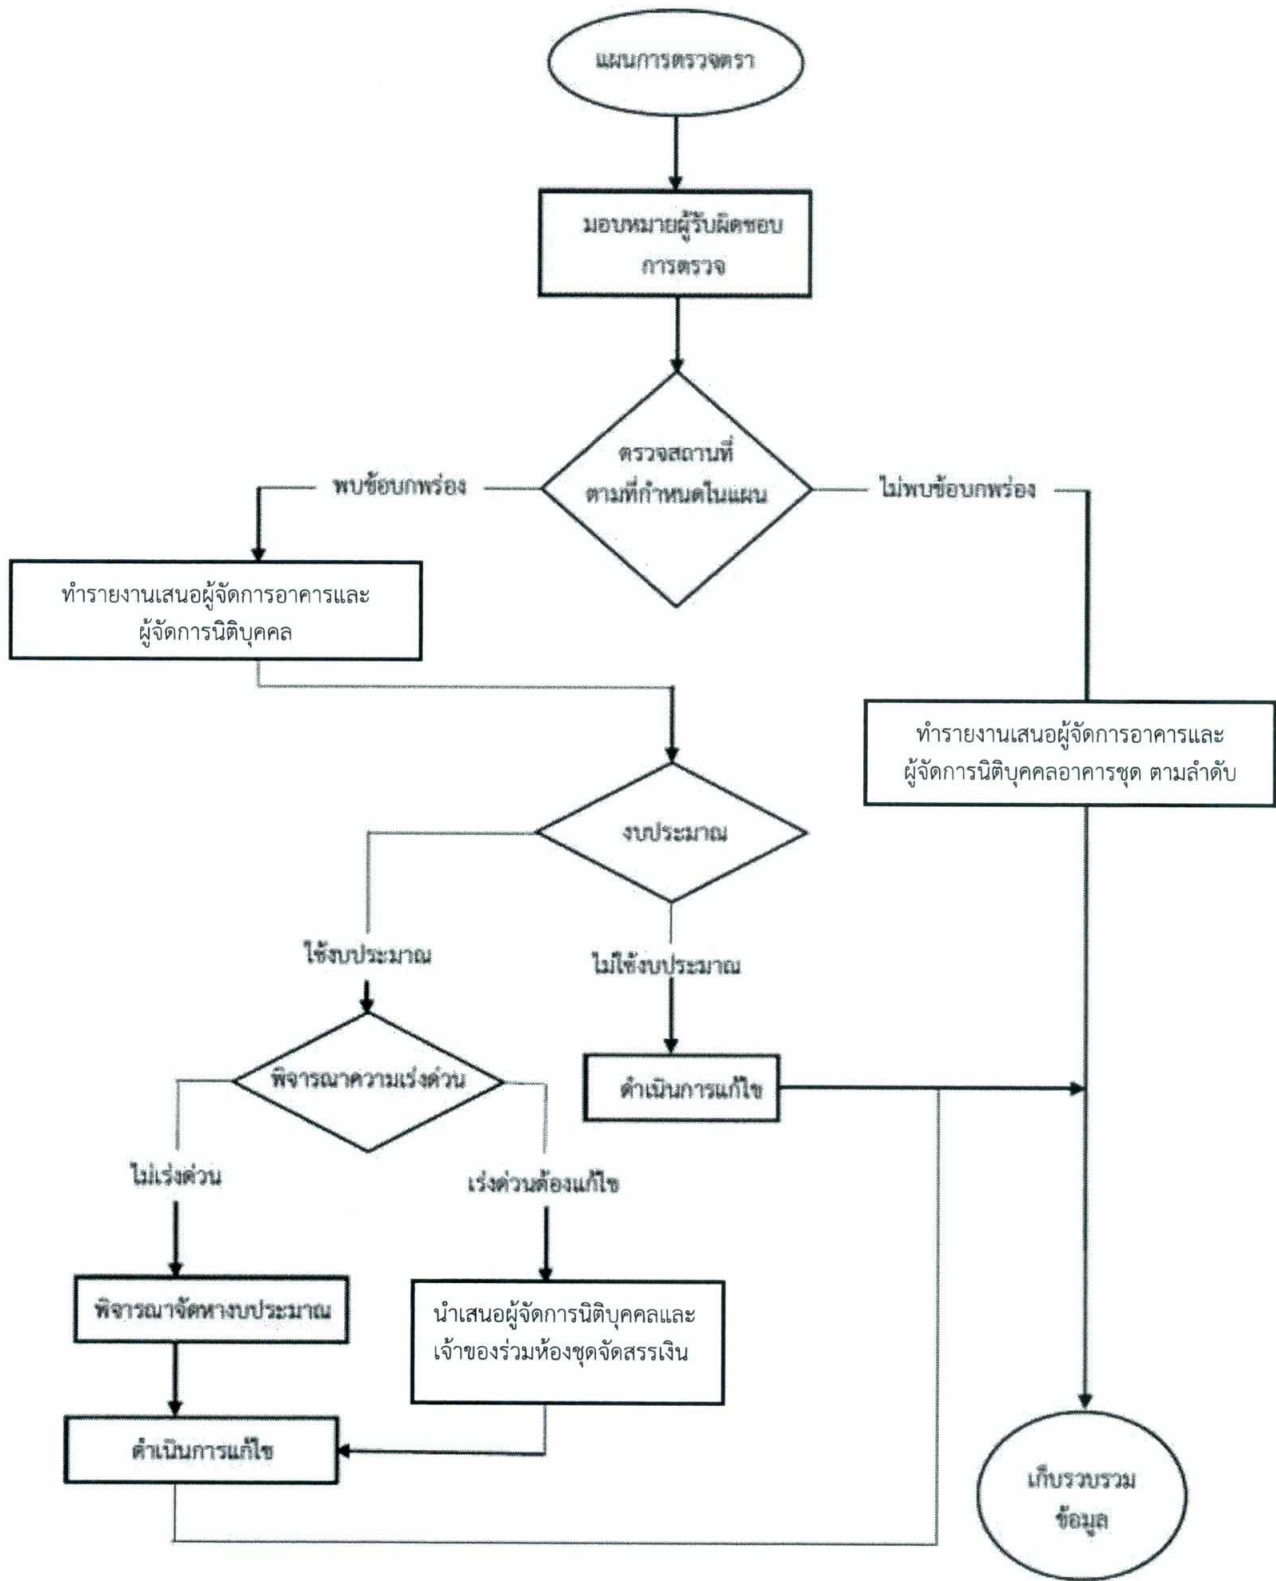 แผนการตรวจตรา
มอบหมายผู้รับผิดชอบ
การตรวจ
ตรวจสถานที่
ตามที่กำหนดในแผน
พบข้อบกพร่อง
ไม่พบข้อบกพร่อง
ทำรายงานเสนอผู้จัดการอาคารและ
ผู้จัดการนิติบุคคล
ทำรายงานเสนอผู้จัดการอาคารและ
ผู้จัดการนิติบุคคลอาคารชุด ตามลำดับ
งบประมาณ
ใช้งบประมาณ
ไม่ใช้งบประมาณ
พิจารณาความเร่งด่วน
ดำเนินการแก้ไข
ไม่เร่งด่วน
เร่งด่วนต้องแก้ไข
พิจารณาจัดหางบประมาณ
นำเสนอผู้จัดการนิติบุคคลและ
เจ้าของร่วมห้องชุดจัดสรรเงิน
ดำเนินการแก้ไข
เก็บรวบรวม
ข้อมูล